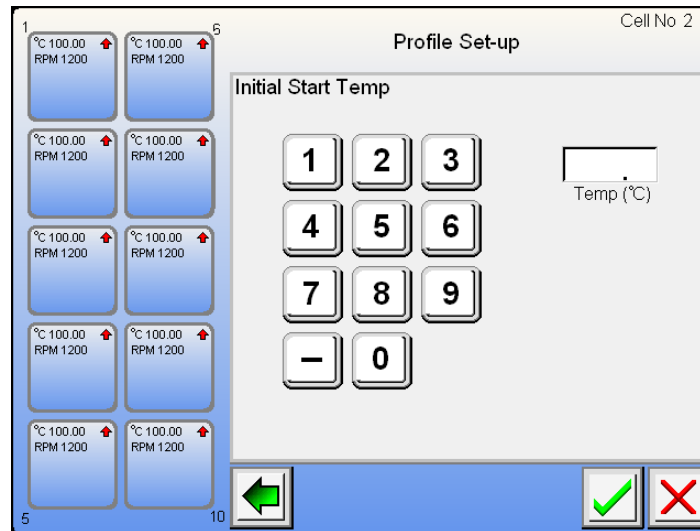 Cell No 2
Profile Set-up
1
6
°C 100.00
RPM 1200
°C 100.00
RPM 1200
°C 100.00
RPM 1200
°C 100.00
RPM 1200
°C 100.00
RPM 1200
°C 100.00
RPM 1200
°C 100.00
RPM 1200
°C 100.00
RPM 1200
°C 100.00
RPM 1200
°C 100.00
RPM 1200
5
10
Initial Start Temp
1 2 3
4 5 6
7 8 9
– 0
.
Temp (°C)